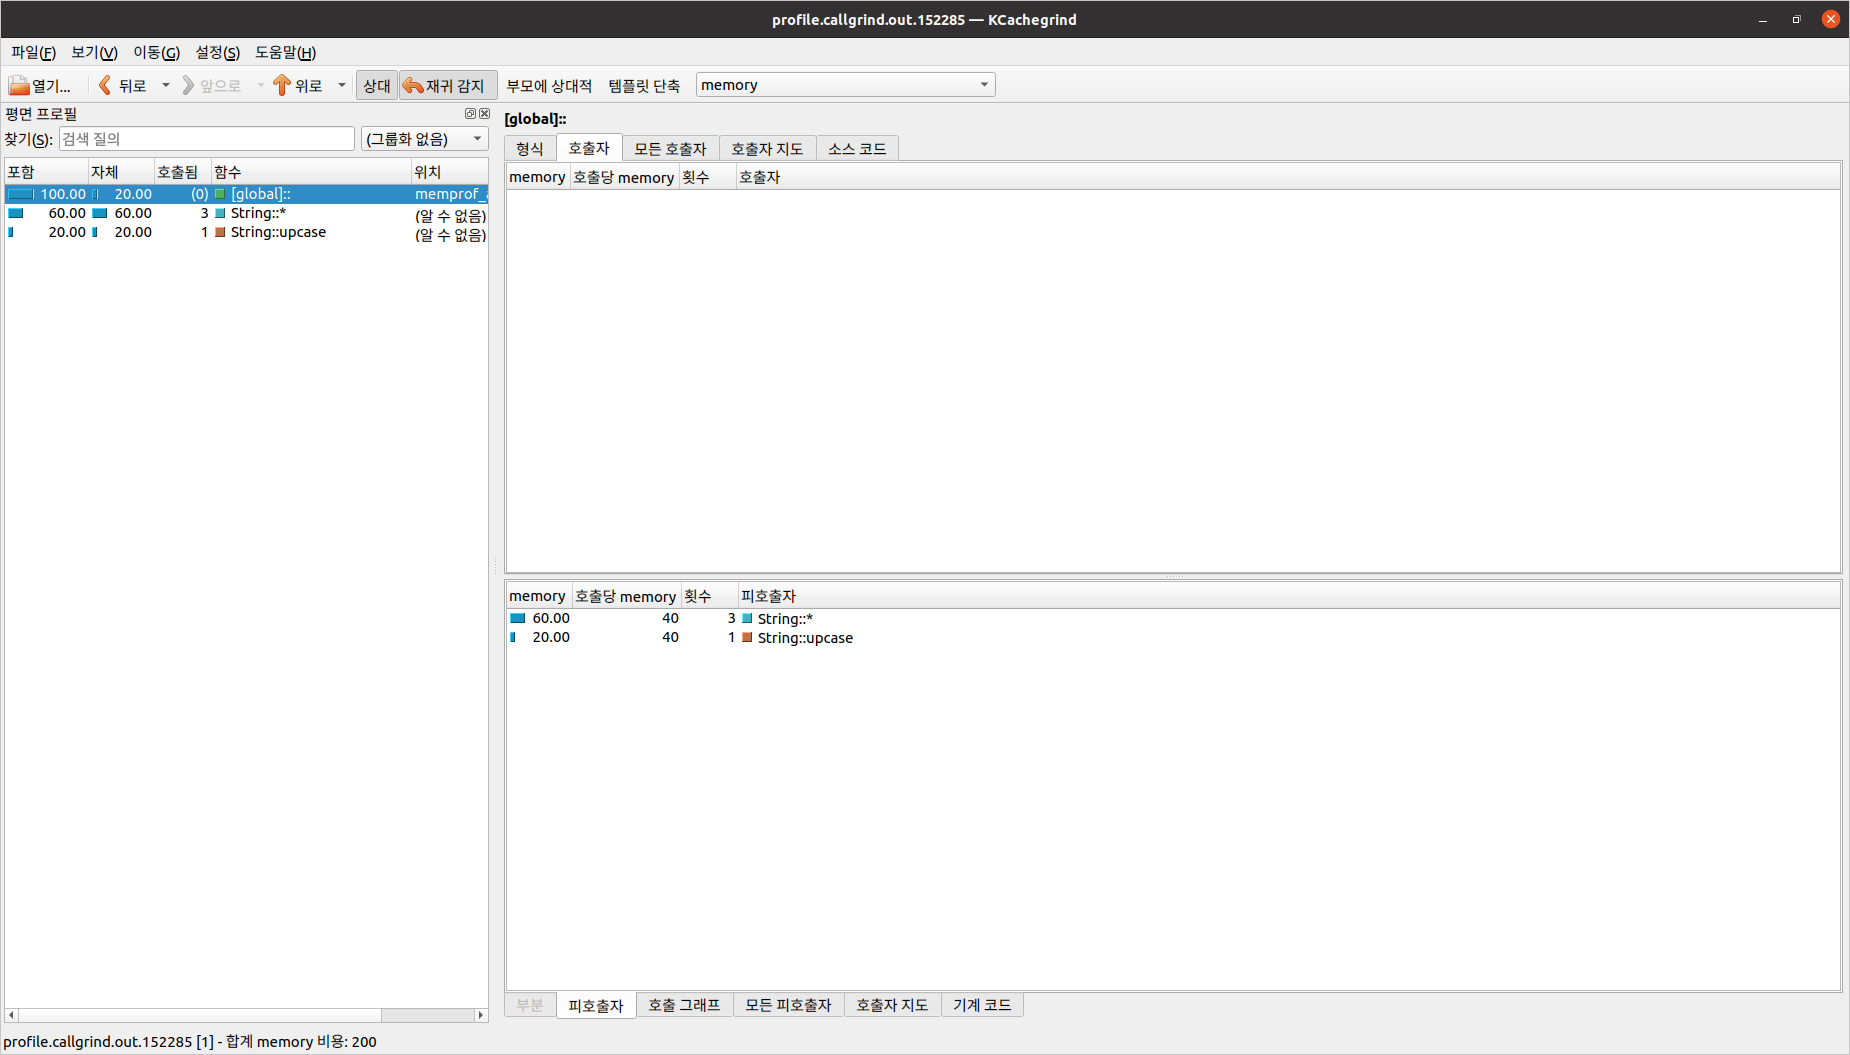 profile.callgrind.out.152285 — KCachegrind
파일(F) 보기(V) 이동(G) 설정(S) 도움말(H)
열기... 뒤로 앞으로 위로 상대 재귀 감지 부모에 상대적 템플릿 단축 memory
평면 프로필
찾기(S): 검색 질의 (그룹화 없음)
포함 자체 호출됨 함수 위치
100.00 20.00 (0) [global]:: memprof_
60.00 60.00 3 String::* (알 수 없음)
20.00 20.00 1 String::upcase (알 수 없음)
[global]::
형식 호출자 모든 호출자 호출자 지도 소스 코드
memory 호출당 memory 횟수 호출자
memory 호출당 memory 횟수 피호출자
60.00 40 3 String::*
20.00 40 1 String::upcase
부분 피호출자 호출 그래프 모든 피호출자 호출자 지도 기계 코드
profile.callgrind.out.152285 [1] - 합계 memory 비용: 200